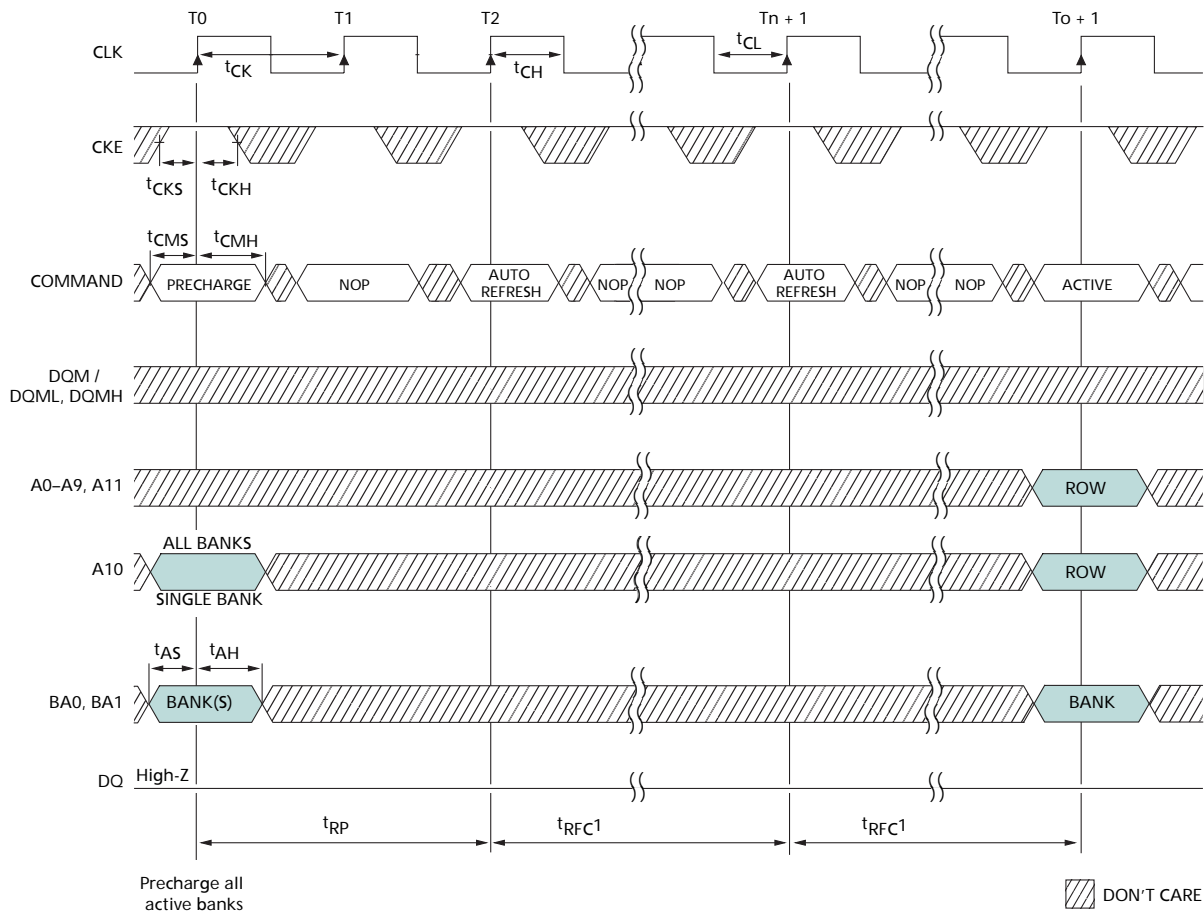 T0 T1 T2 Tn + 1 To + 1
CLK
tCK tCH tCL
CKE
tCKS tCKH
tCMS tCMH
COMMAND PRECHARGE NOP AUTO REFRESH NOP NOP AUTO REFRESH NOP NOP ACTIVE
DQM /
DQML, DQMH
A0–A9, A11 ROW
ALL BANKS
A10 ROW
SINGLE BANK
tAS tAH
BA0, BA1 BANK(S) BANK
DQ High-Z
tRP tRFC1 tRFC1
Precharge all
active banks
DON'T CARE